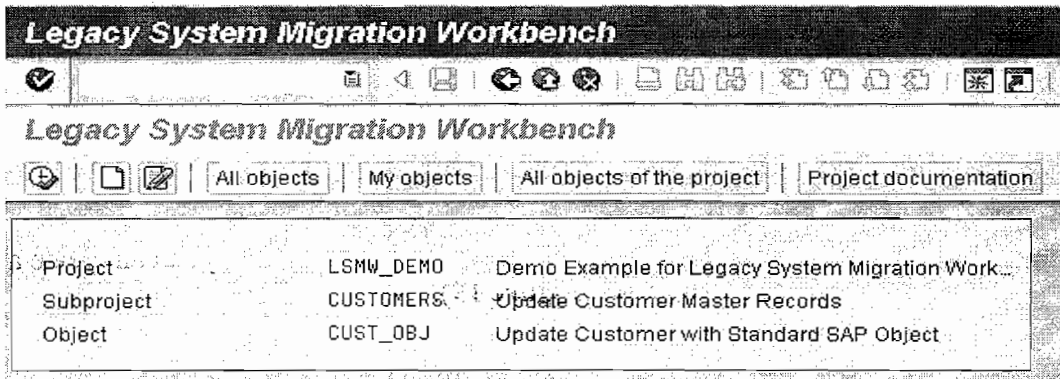 Legacy System Migration Workbench
Legacy System Migration Workbench
All objects My objects All objects of the project Project documentation
Project LSMW_DEMO Demo Example for Legacy System Migration Work...
Subproject CUSTOMERS Update Customer Master Records
Object CUST_OBJ Update Customer with Standard SAP Object